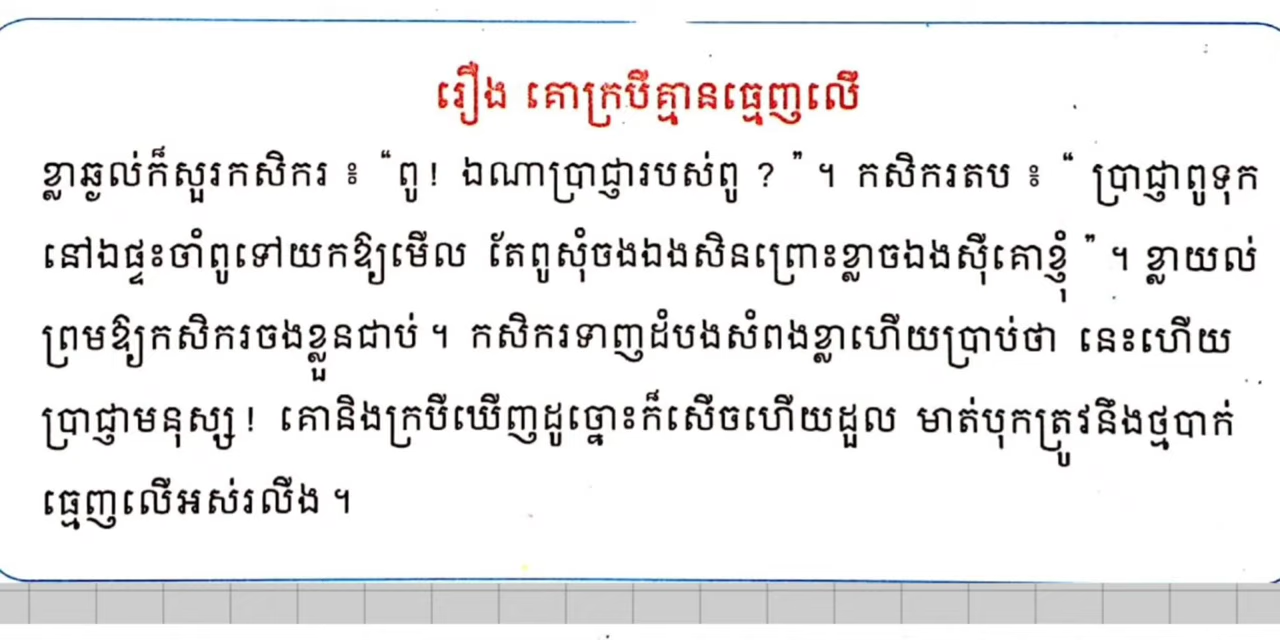 រឿង គោក្របីគ្មានធ្មេញលើ
ខ្លាឆ្ងល់ក៏សួរកសិករ ៖ “ ពូ ! ឯណាប្រាជ្ញារបស់ពូ ? ” ។ កសិករតប ៖ “ ប្រាជ្ញាពូទុក
នៅឯផ្ទះចាំពូទៅយកឱ្យមើល តែពូសុំចងឯងសិនព្រោះខ្លាចឯងស៊ីគោខ្ញុំ ” ។ ខ្លាយល់
ព្រមឱ្យកសិករចងខ្លួនជាប់ ។ កសិករទាញដំបងសំពងខ្លាហើយប្រាប់ថា នេះហើយ
ប្រាជ្ញាមនុស្ស ! គោនិងក្របីឃើញដូច្នោះក៏សើចហើយដួល មាត់បុកត្រូវនឹងថ្មបាក់
ធ្មេញលើអស់រលីង ។